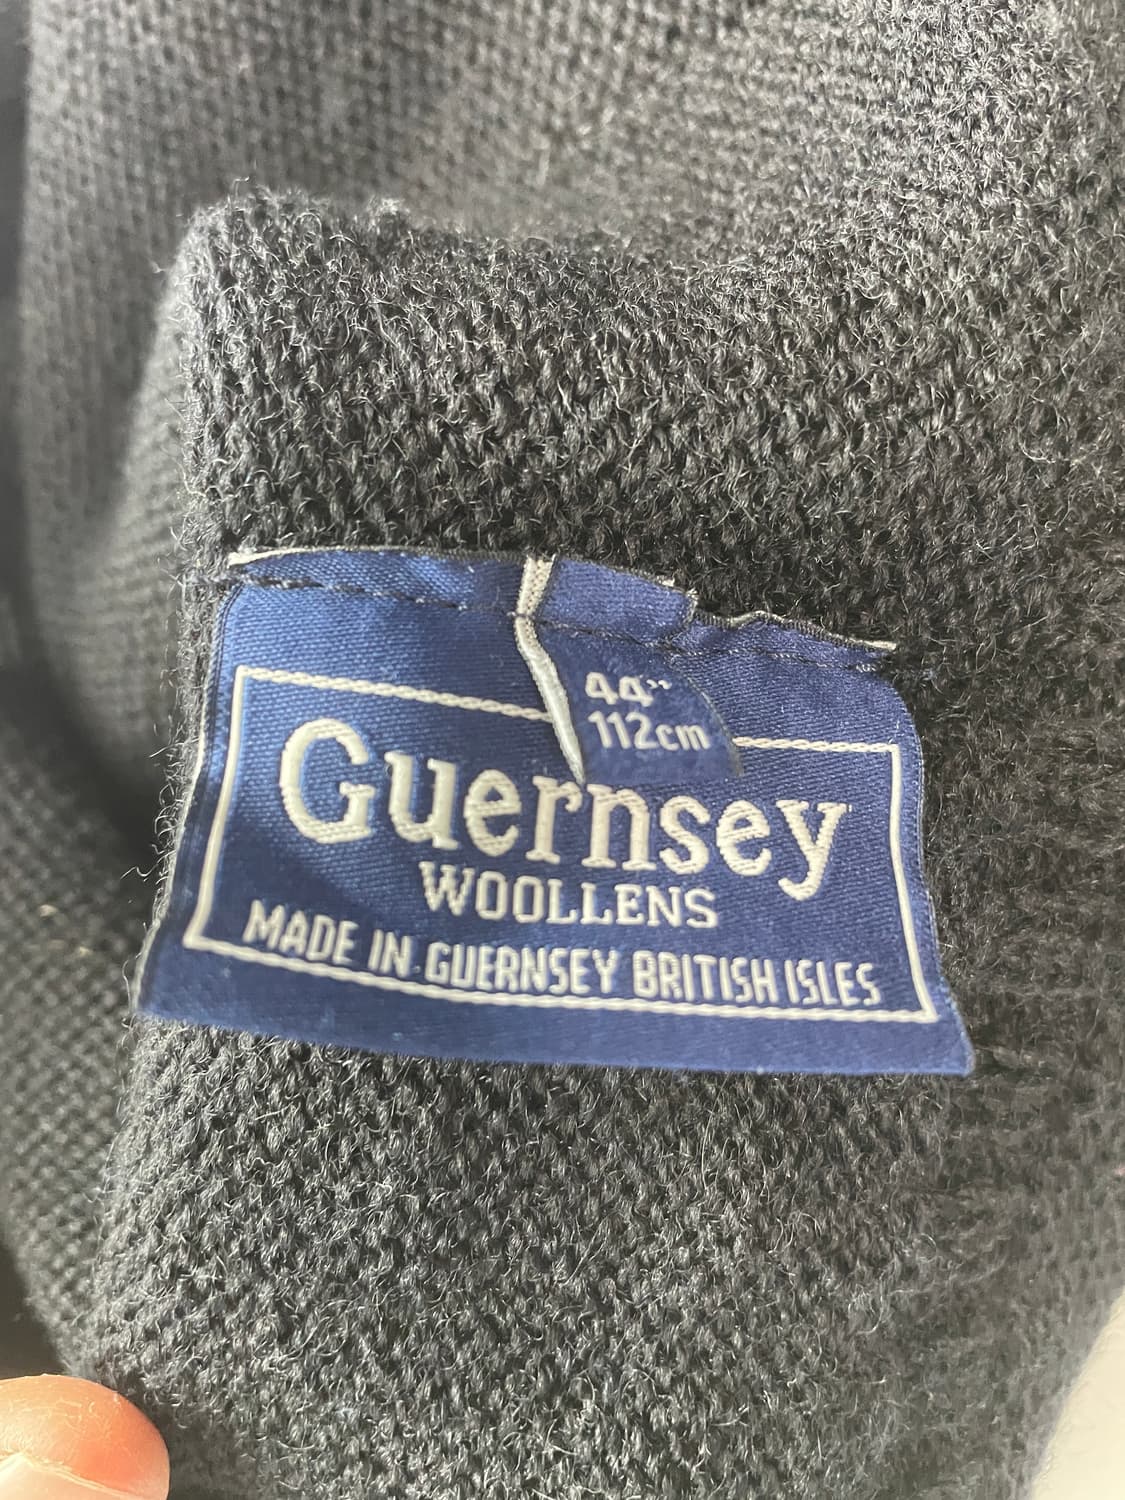 44"
112cm
Guernsey
WOOLLENS
MADE IN GUERNSEY BRITISH ISLES